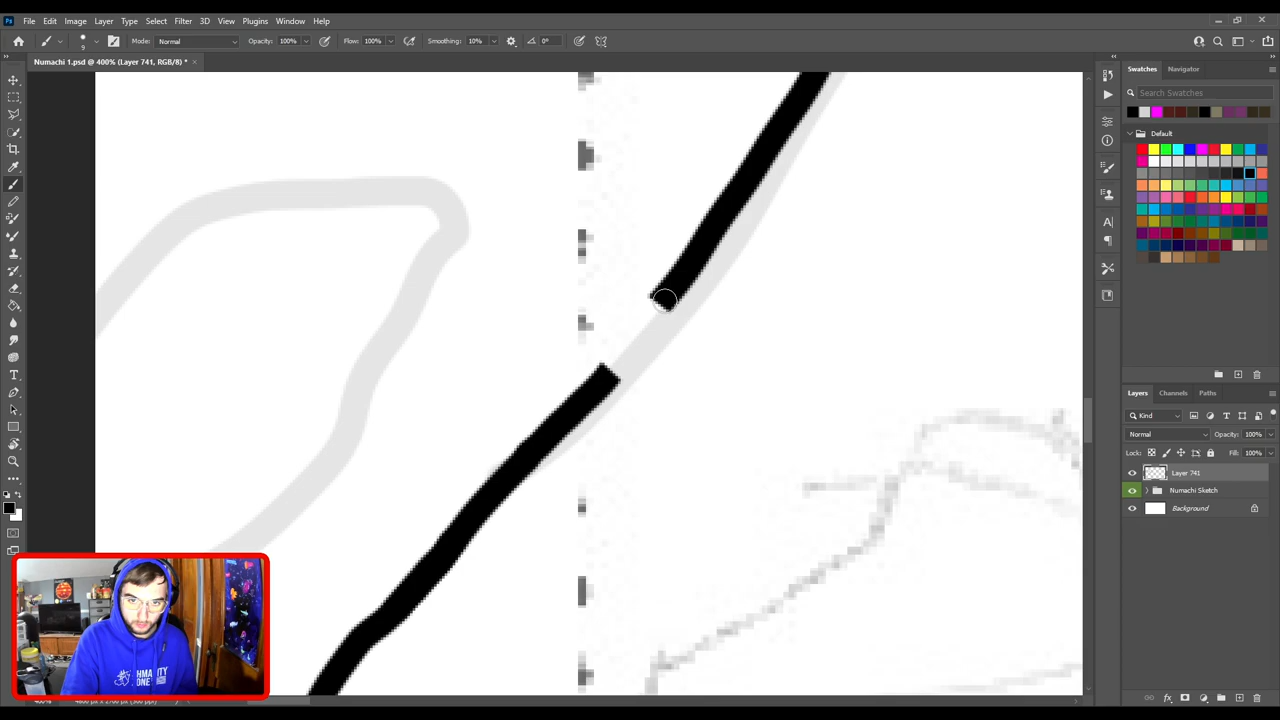 File Edit Image Layer Type Select Filter 3D View Plugins Window Help
9 Mode: Normal Opacity: 100% Flow: 100% Smoothing: 10% 0°
Numachi 1.psd @ 400% (Layer 741, RGB/8) *
Swatches Navigator
Search Swatches
Default
Layers Channels Paths
Kind
Normal Opacity: 100%
Lock: Fill: 100%
Layer 741
Numachi Sketch
Background
400%